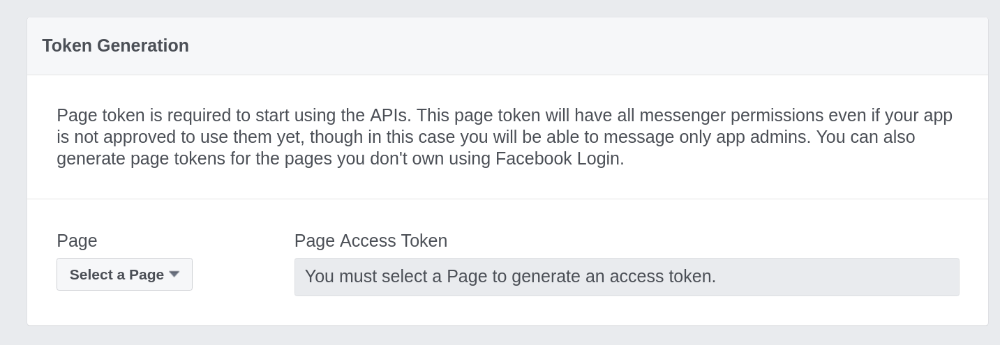 Token Generation
Page token is required to start using the APIs. This page token will have all messenger permissions even if your app
is not approved to use them yet, though in this case you will be able to message only app admins. You can also
generate page tokens for the pages you don't own using Facebook Login.
Page
Page Access Token
Select a Page
You must select a Page to generate an access token.